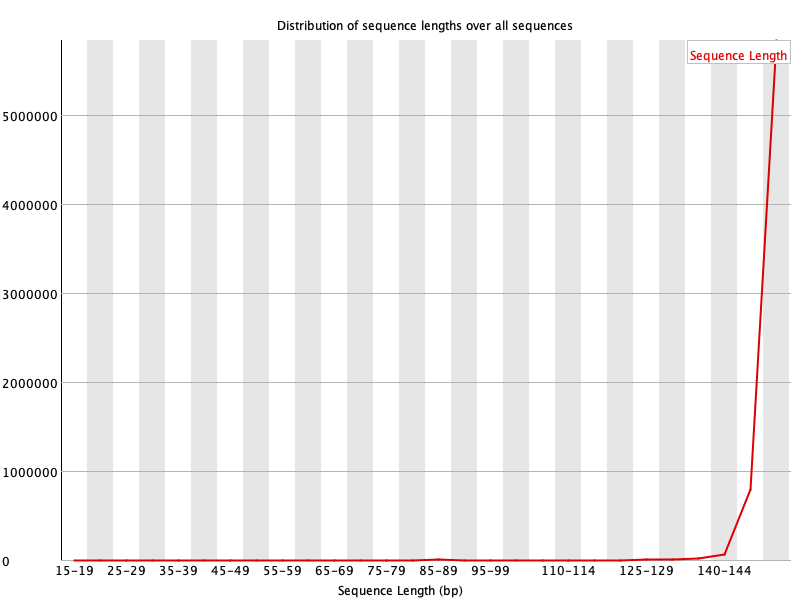 Distribution of sequence lengths over all sequences
Sequence Length
5000000
4000000
3000000
2000000
1000000
0
15-19 25-29 35-39 45-49 55-59 65-69 75-79 85-89 95-99 110-114 125-129 140-144
Sequence Length (bp)